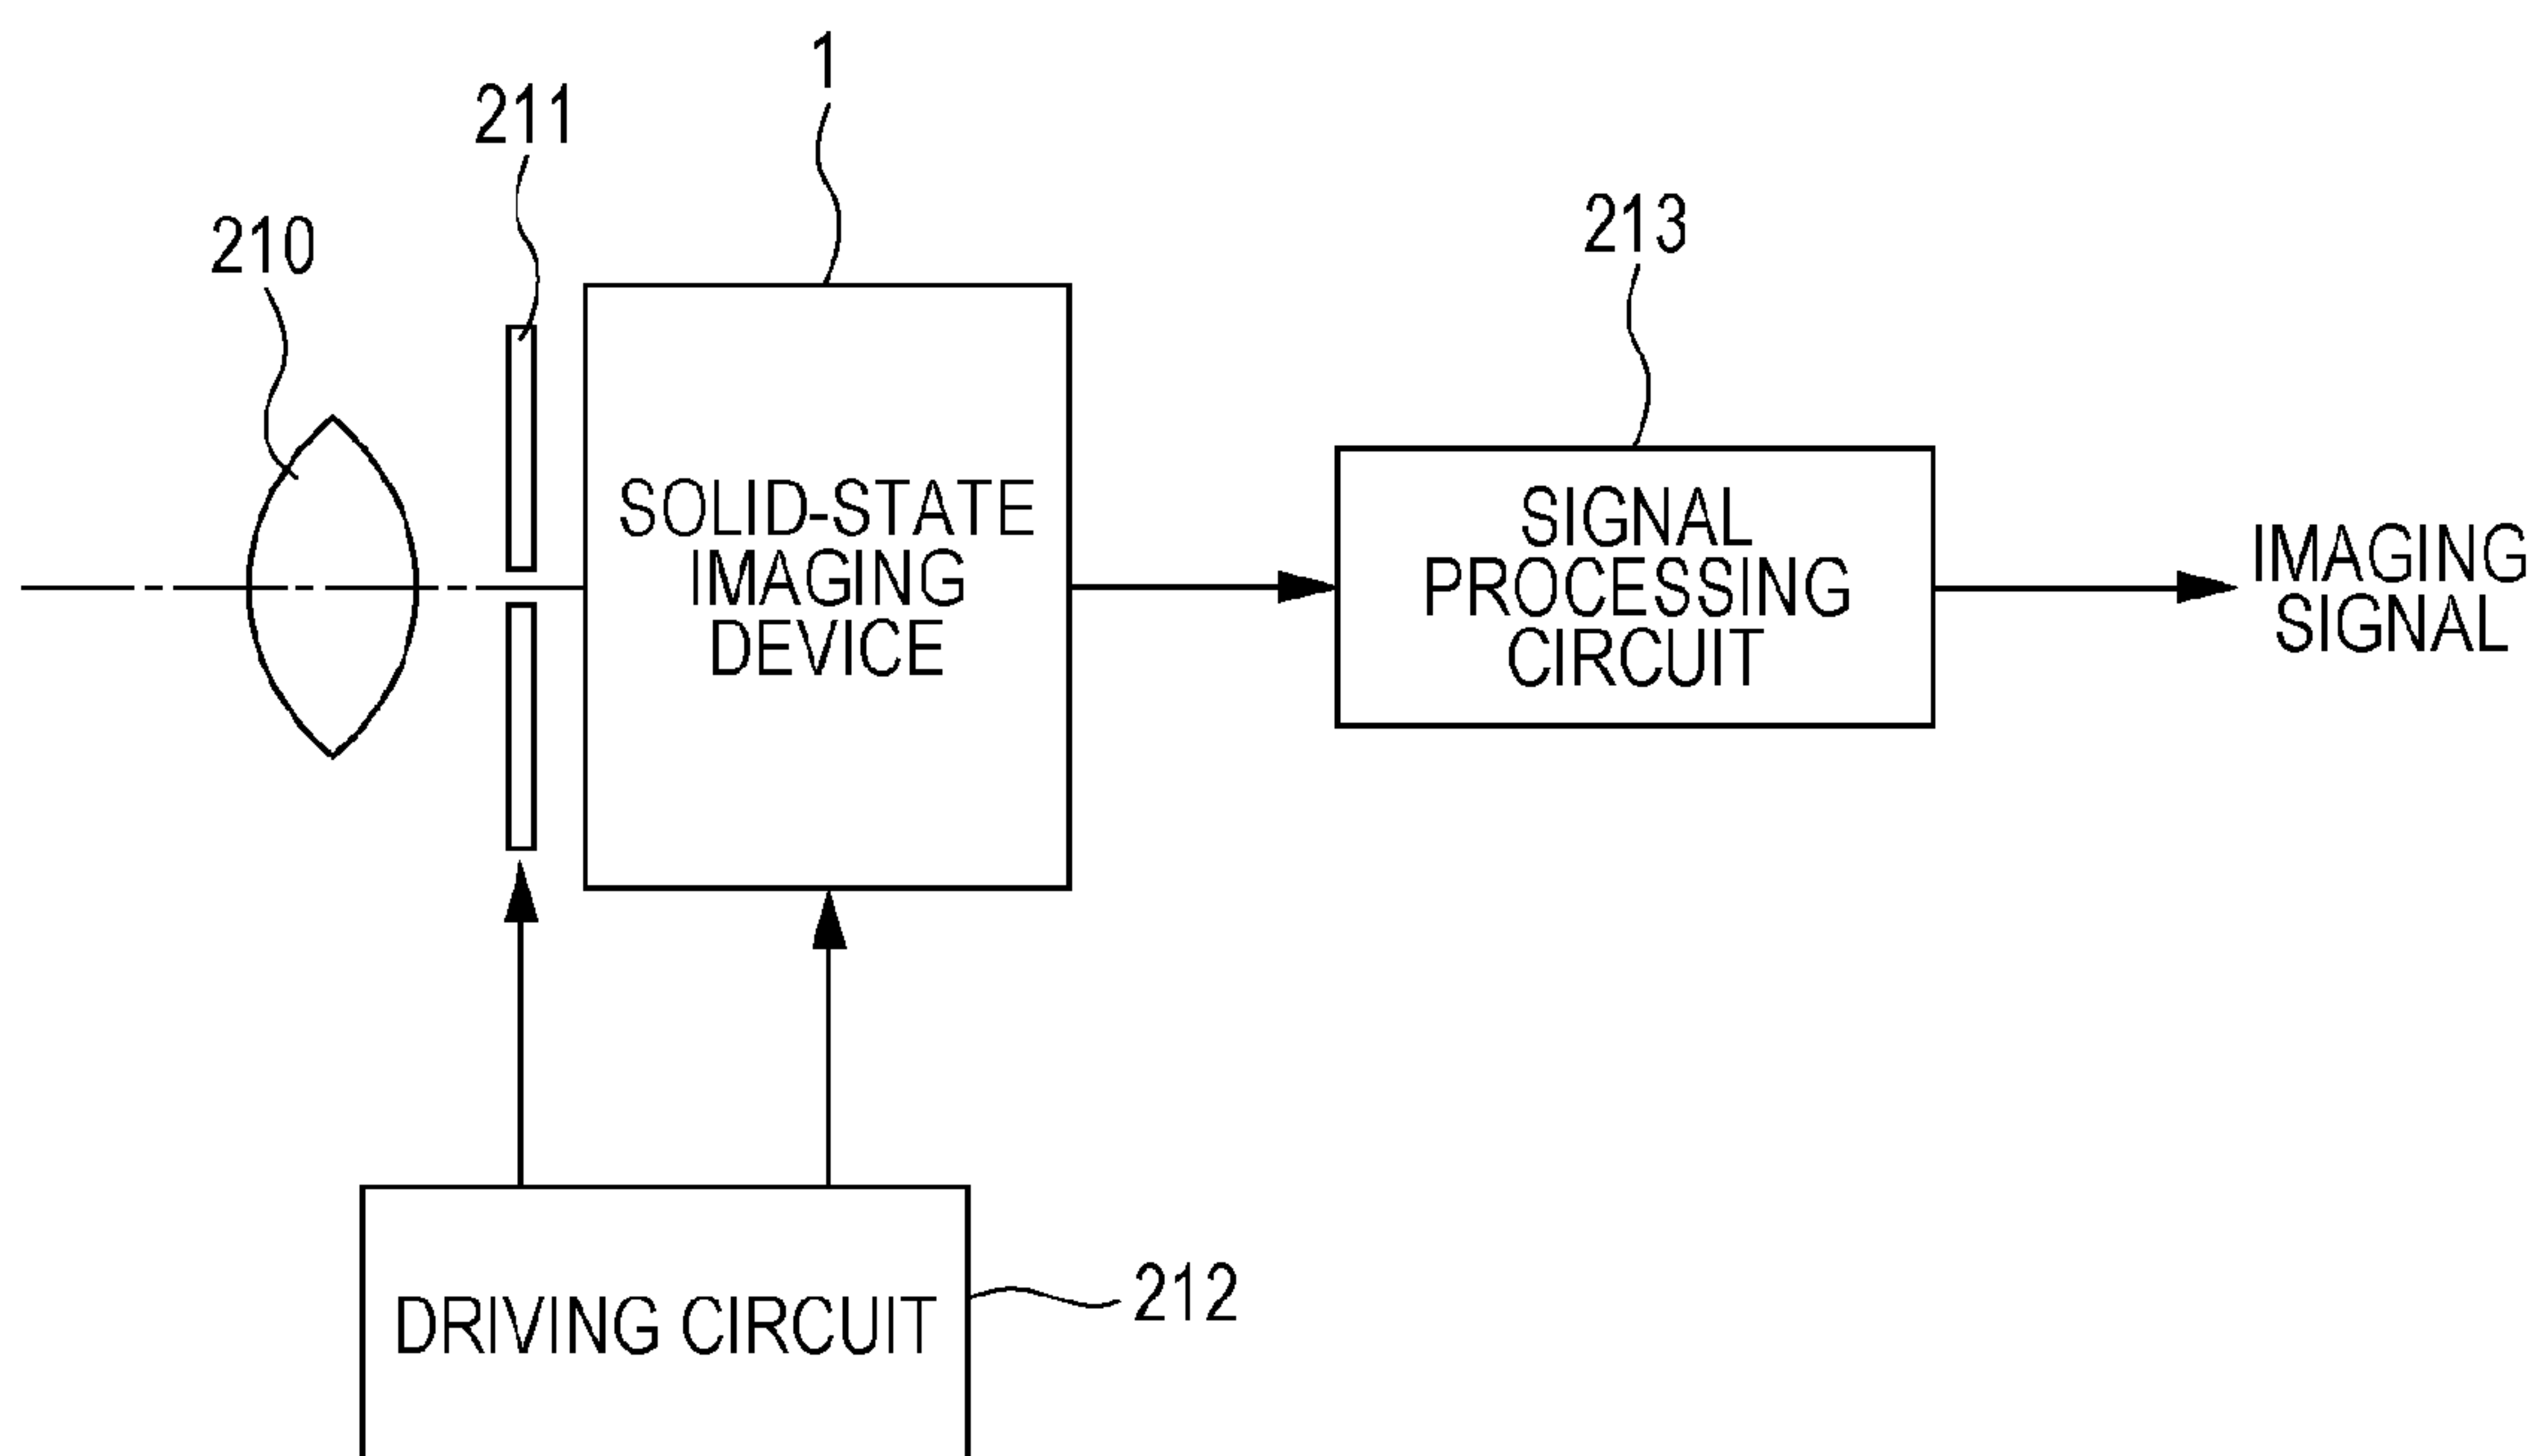 1
211
210
213
SOLID-STATE
IMAGING
DEVICE
SIGNAL
PROCESSING
CIRCUIT
IMAGING
SIGNAL
DRIVING CIRCUIT
212